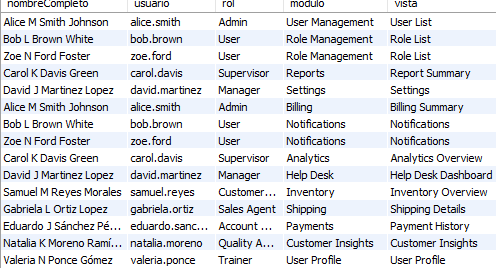 nombreCompleto usuario rol modulo vista
Alice M Smith Johnson alice.smith Admin User Management User List
Bob L Brown White bob.brown User Role Management Role List
Zoe N Ford Foster zoe.ford User Role Management Role List
Carol K Davis Green carol.davis Supervisor Reports Report Summary
David J Martinez Lopez david.martinez Manager Settings Settings
Alice M Smith Johnson alice.smith Admin Billing Billing Summary
Bob L Brown White bob.brown User Notifications Notifications
Zoe N Ford Foster zoe.ford User Notifications Notifications
Carol K Davis Green carol.davis Supervisor Analytics Analytics Overview
David J Martinez Lopez david.martinez Manager Help Desk Help Desk Dashboard
Samuel M Reyes Morales samuel.reyes Customer... Inventory Inventory Overview
Gabriela L Ortiz Lopez gabriela.ortiz Sales Agent Shipping Shipping Details
Eduardo J Sánchez Pé... eduardo.sanc... Account ... Payments Payment History
Natalia K Moreno Ramí... natalia.moreno Quality A... Customer Insights Customer Insights
Valeria N Ponce Gómez valeria.ponce Trainer User Profile User Profile